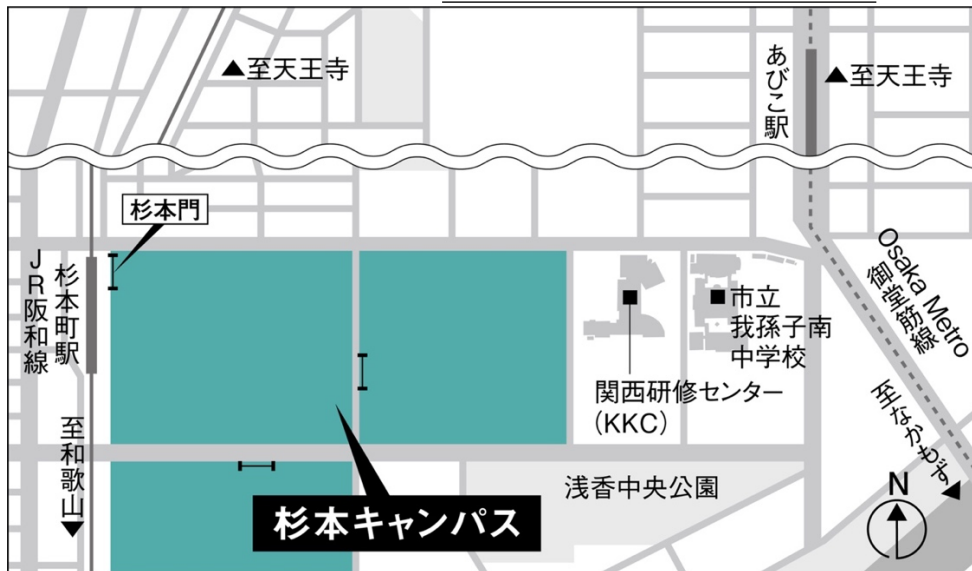 ▲至天王寺
あびこ駅
▲至天王寺
杉本門
JR阪和線
杉本町駅
Osaka Metro
御堂筋線
■市立
我孫子南
中学校
関西研修センター
(KKC)
至なかもず▲
至和歌山▼
浅香中央公園
杉本キャンパス
N